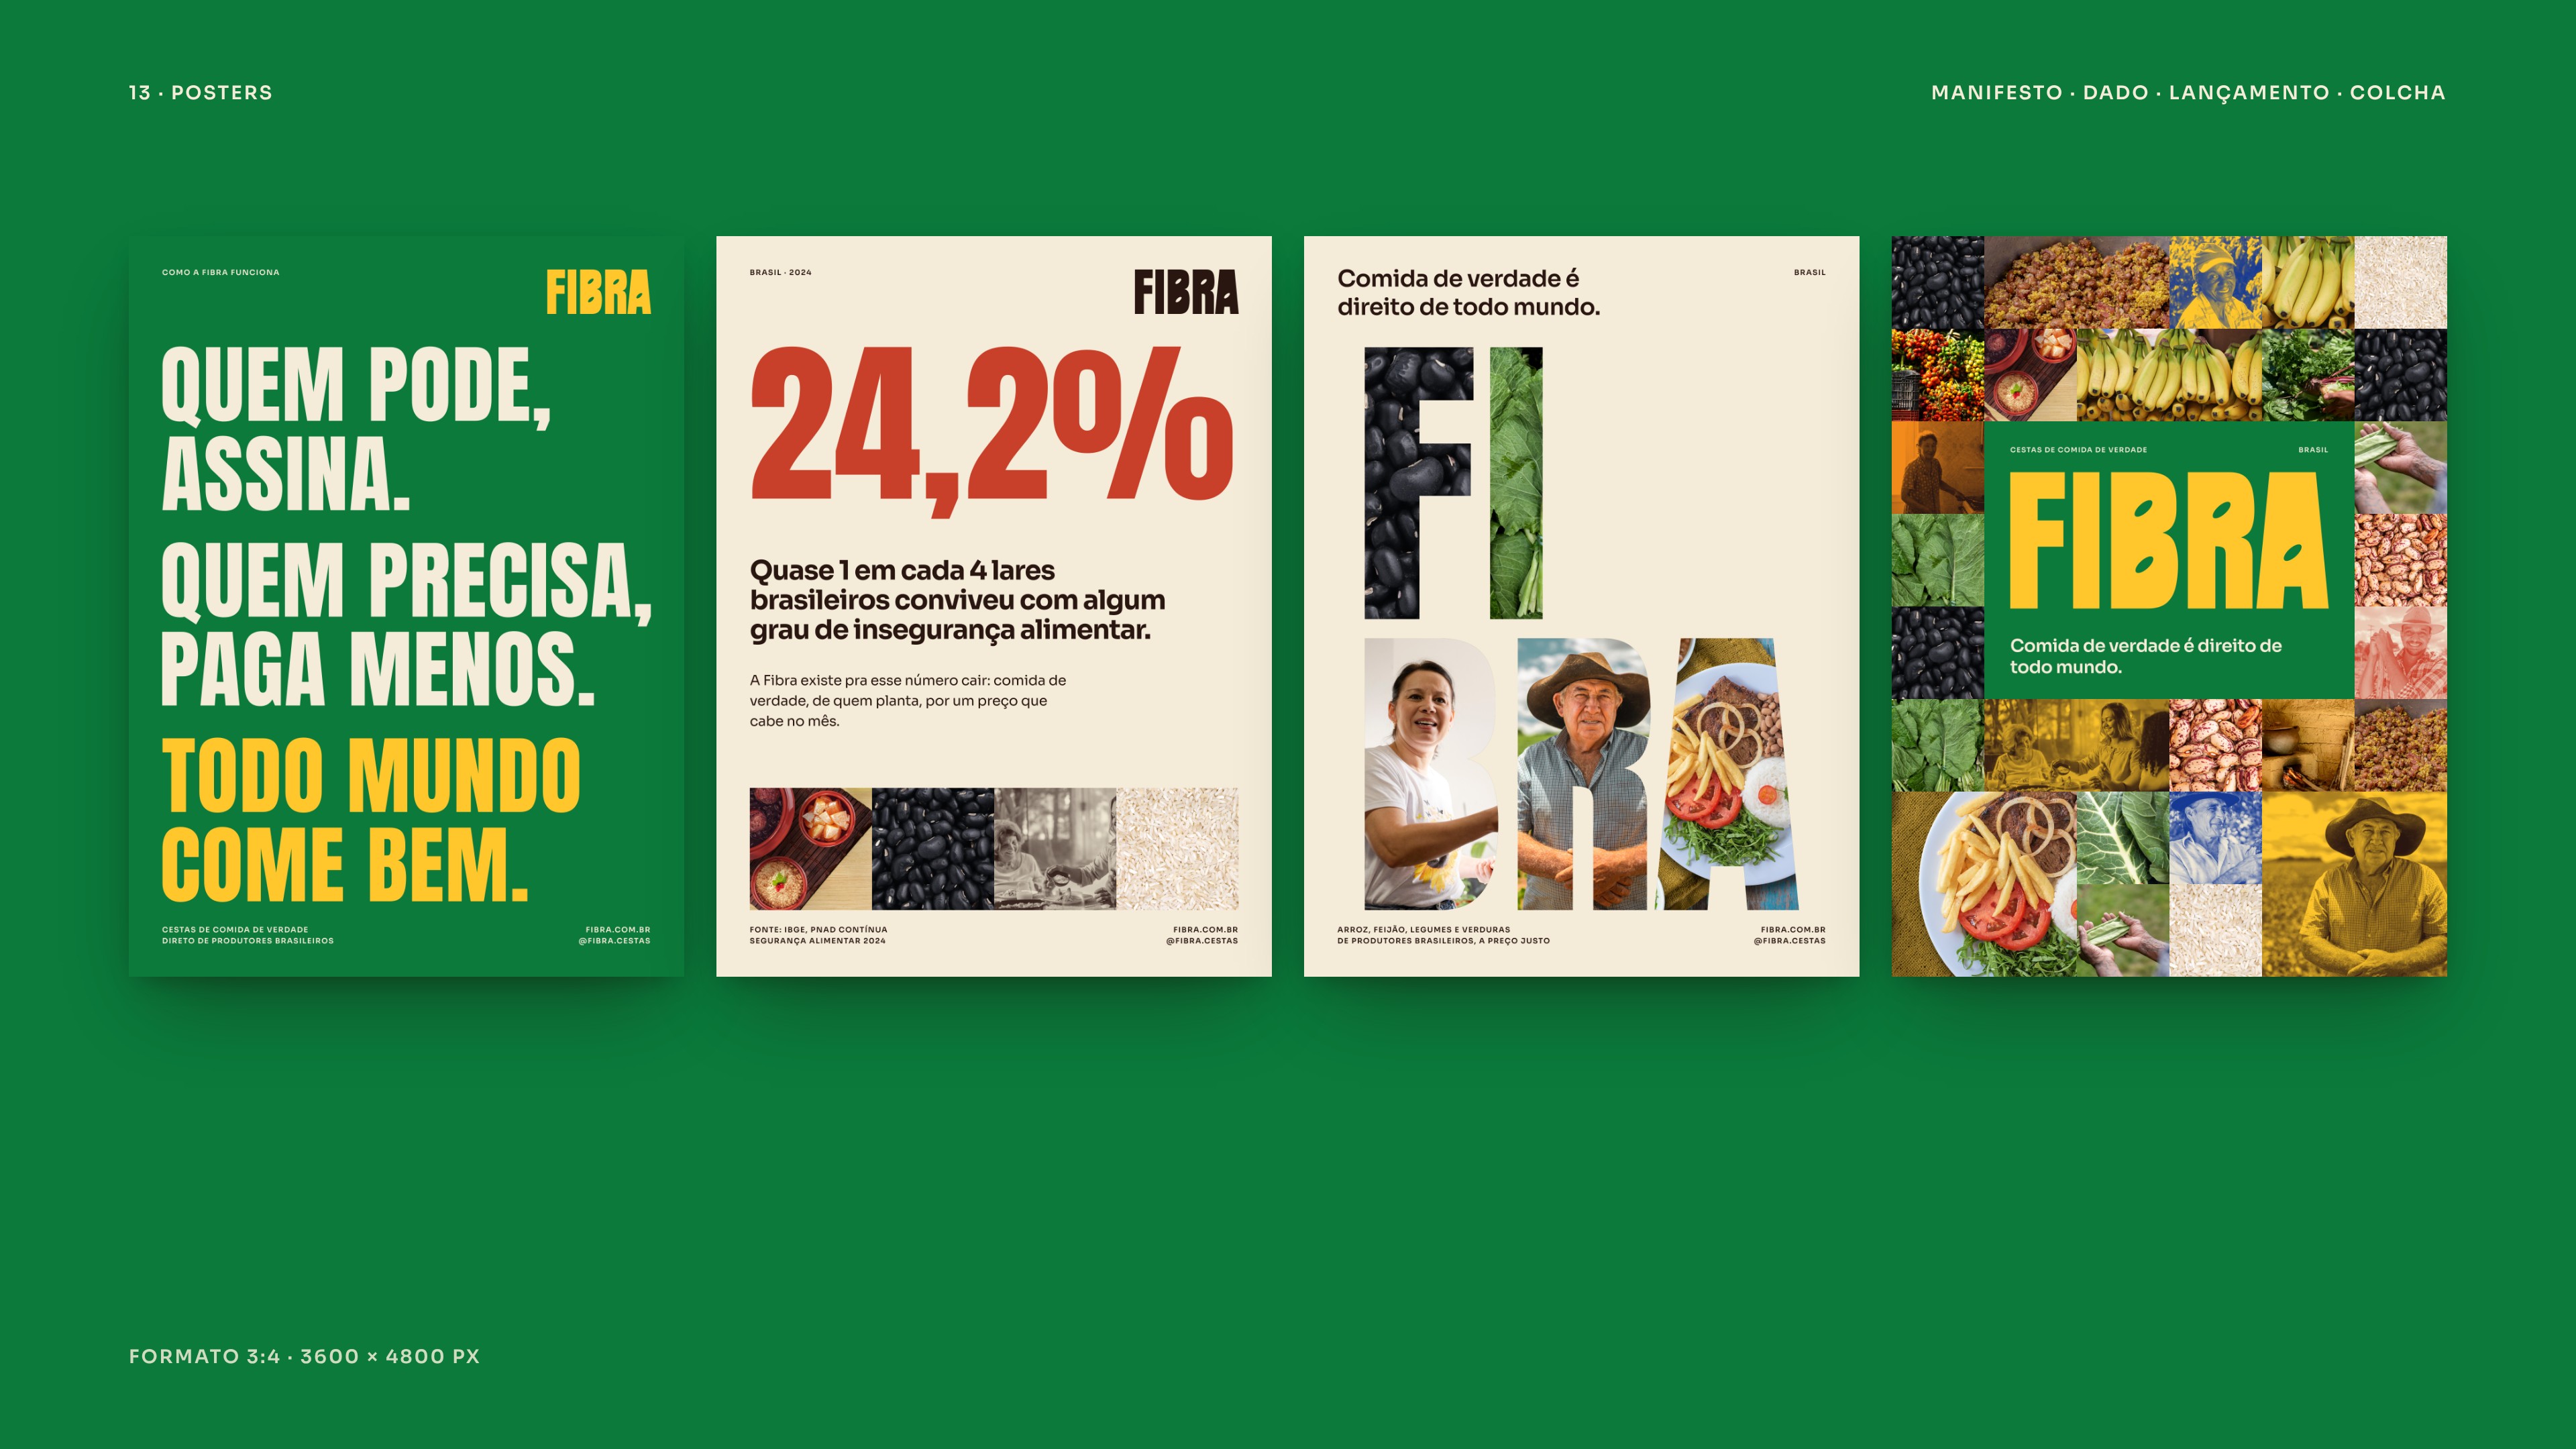 13 · POSTERS
MANIFESTO · DADO · LANÇAMENTO · COLCHA
COMO A FIBRA FUNCIONA
FIBRA
QUEM PODE,
ASSINA.
QUEM PRECISA,
PAGA MENOS.
TODO MUNDO
COME BEM.
CESTAS DE COMIDA DE VERDADE
DIRETO DE PRODUTORES BRASILEIROS
FIBRA.COM.BR
@FIBRA.CESTAS
BRASIL · 2024
FIBRA
24,2%
Quase 1 em cada 4 lares
brasileiros conviveu com algum
grau de insegurança alimentar.
A Fibra existe pra esse número cair: comida de
verdade, de quem planta, por um preço que
cabe no mês.
FONTE: IBGE, PNAD CONTÍNUA
SEGURANÇA ALIMENTAR 2024
FIBRA.COM.BR
@FIBRA.CESTAS
Comida de verdade é
direito de todo mundo.
BRASIL
FI
BRA
ARROZ, FEIJÃO, LEGUMES E VERDURAS
DE PRODUTORES BRASILEIROS, A PREÇO JUSTO
FIBRA.COM.BR
@FIBRA.CESTAS
CESTAS DE COMIDA DE VERDADE
BRASIL
FIBRA
Comida de verdade é direito de
todo mundo.
FORMATO 3:4 · 3600 × 4800 PX